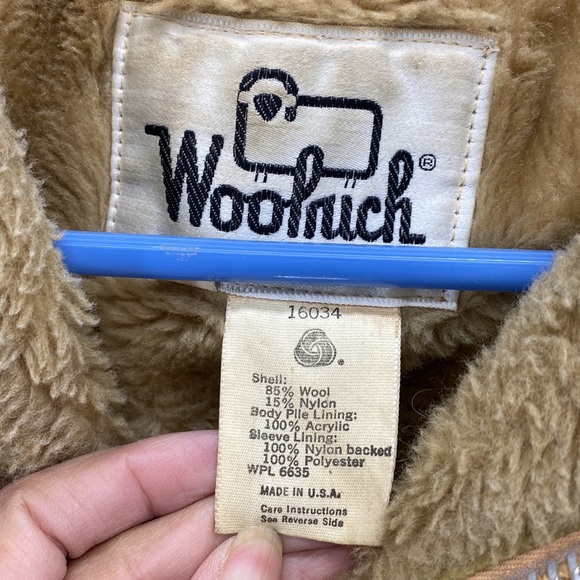 Woolrich®
16034
®
Shell:
85% Wool
15% Nylon
Body Pile Lining:
100% Acrylic
Sleeve Lining:
100% Nylon backed
100% Polyester
WPL 6635
MADE IN U.S.A.
Care Instructions
See Reverse Side